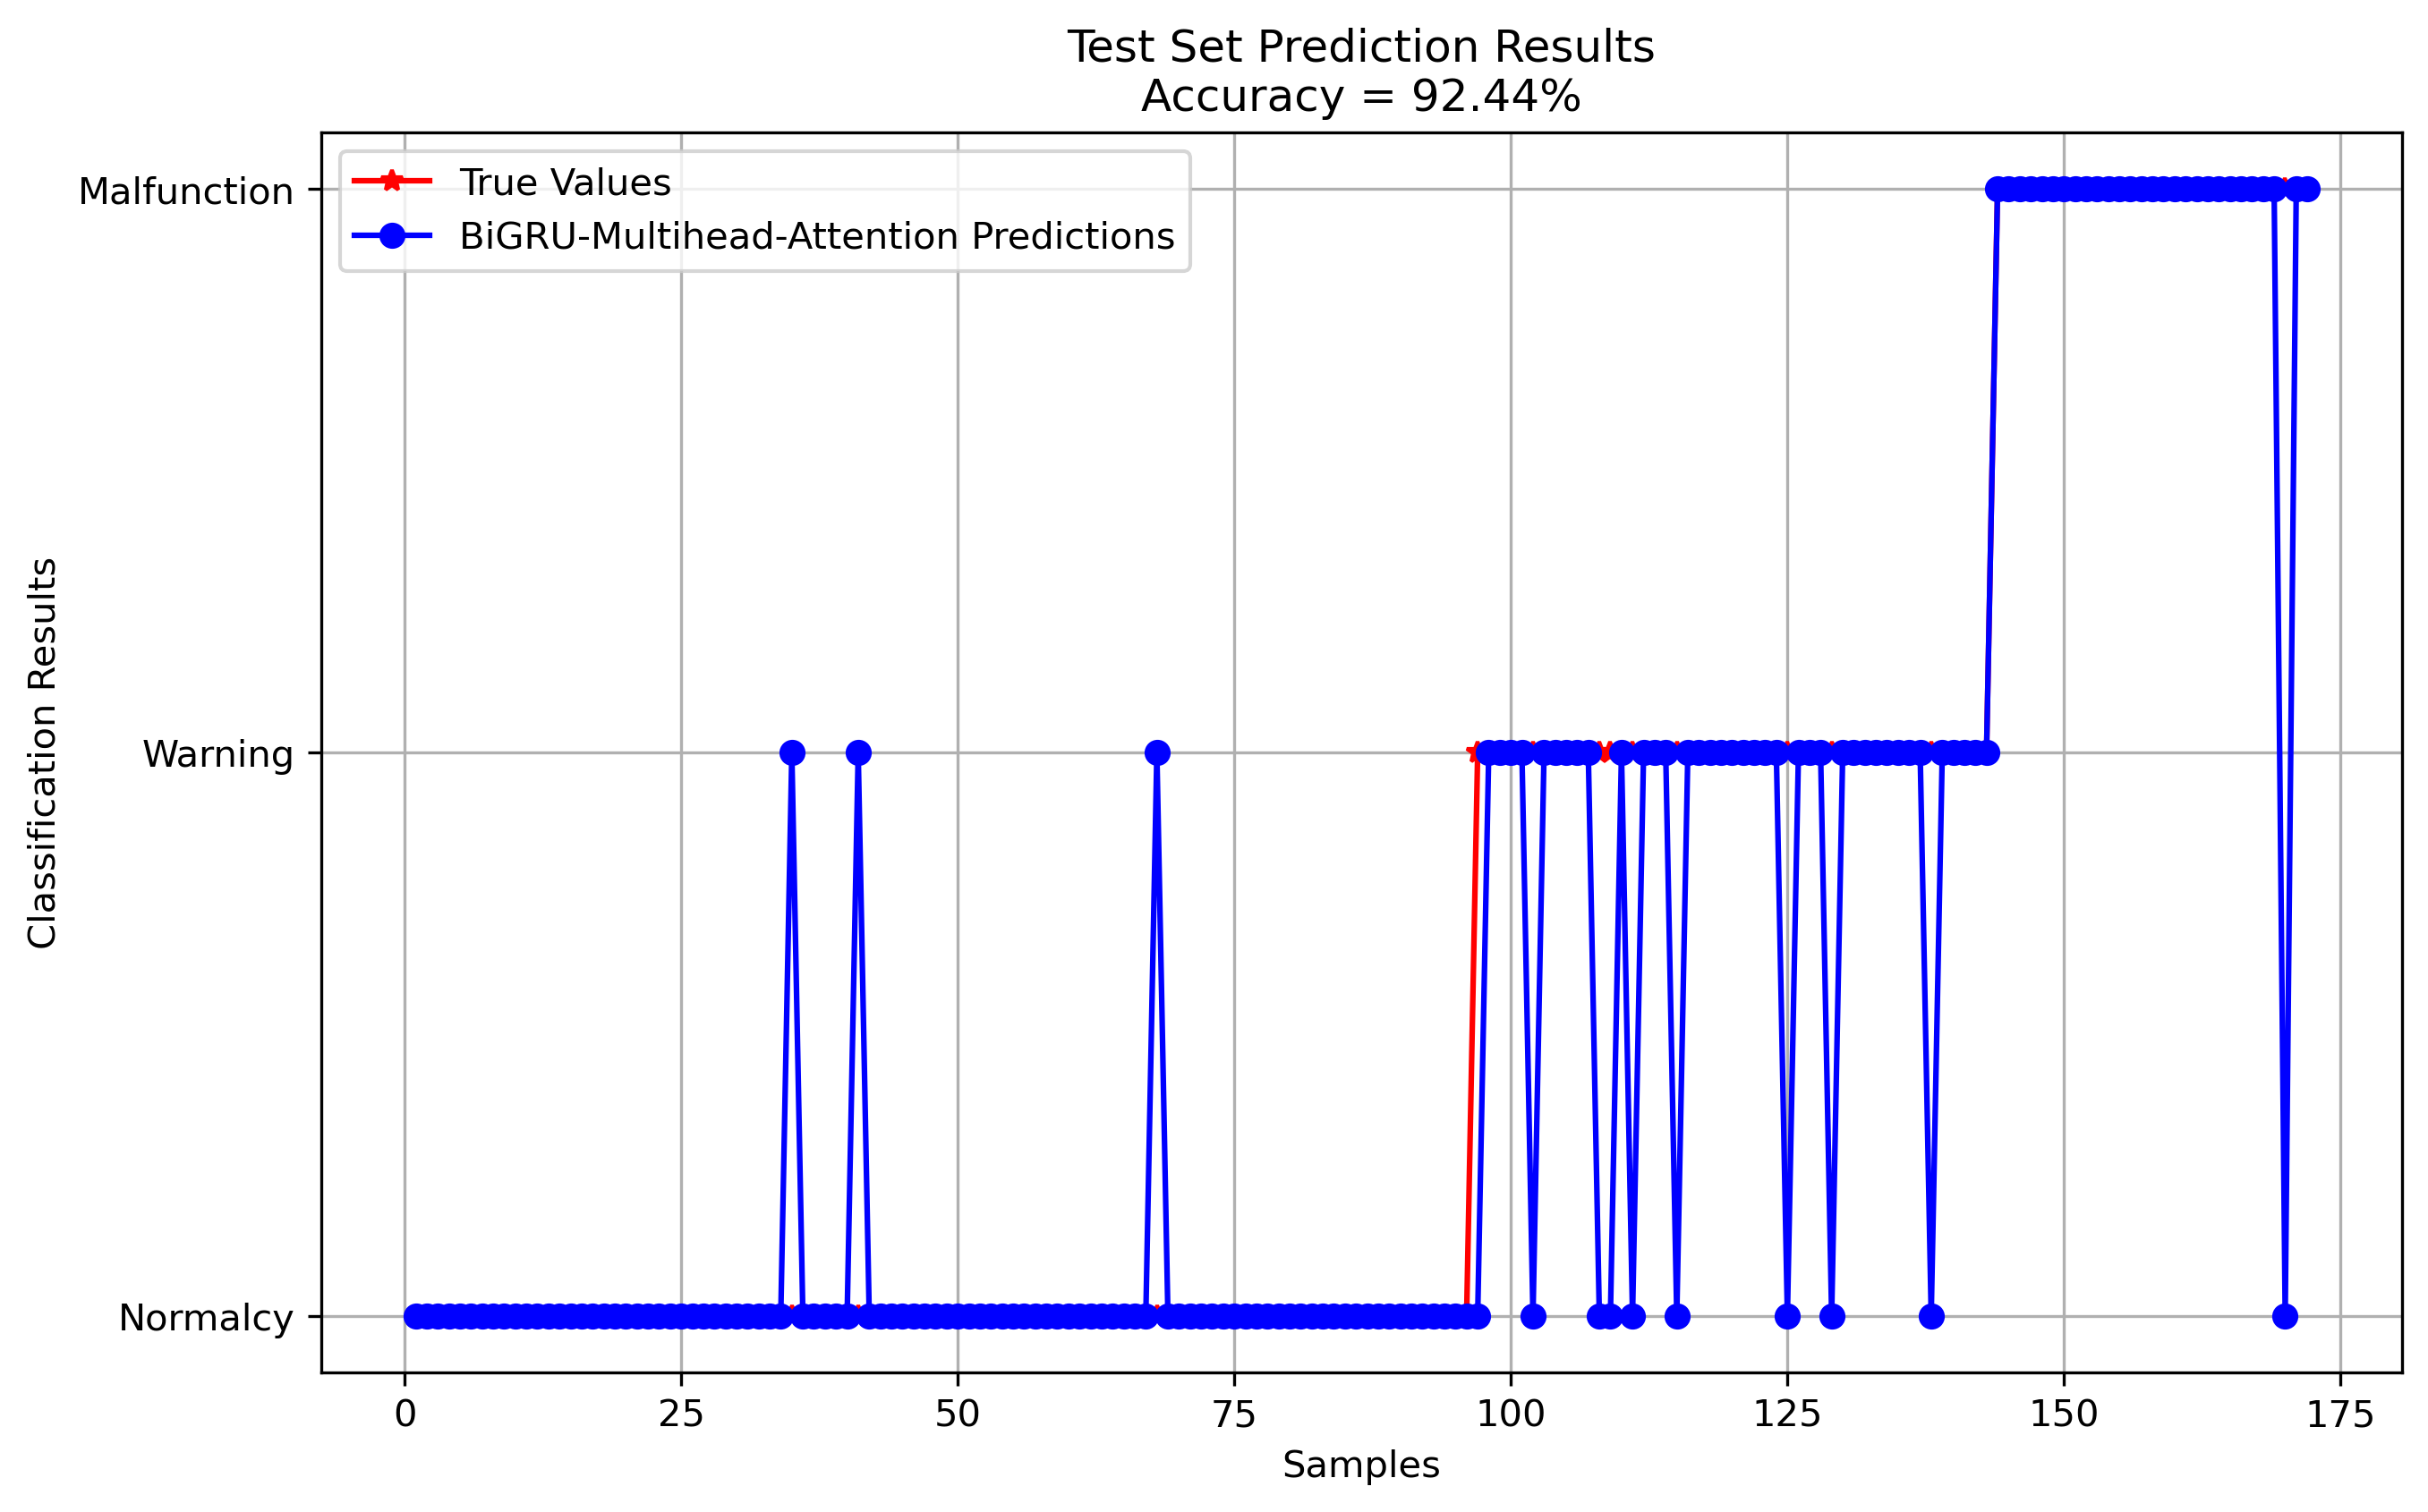 Test Set Prediction Results
Accuracy = 92.44%
True Values
BiGRU-Multihead-Attention Predictions
Classification Results
Malfunction
Warning
Normalcy
0 25 50 75 100 125 150 175
Samples